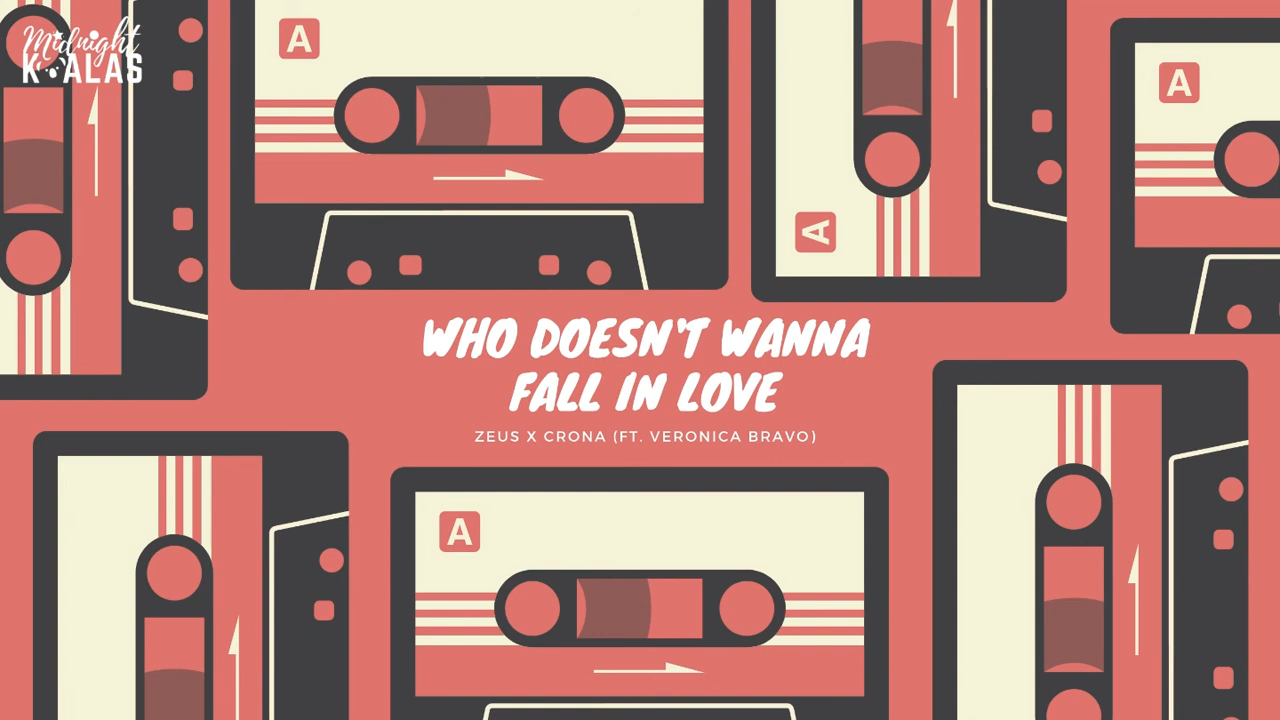 Midnight
KOALAS
A
A
A
WHO DOESN'T WANNA
FALL IN LOVE
ZEUS X CRONA (FT. VERONICA BRAVO)
A